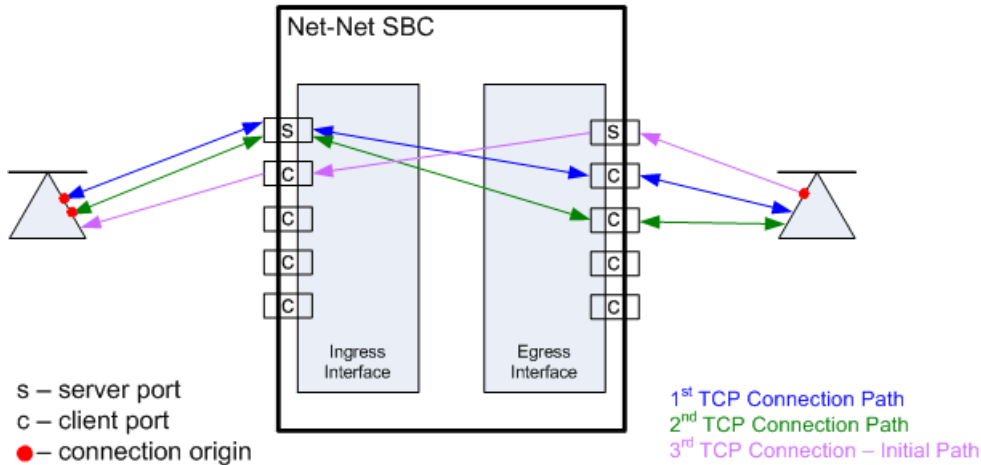 Net-Net SBC
S
C
C
C
C
S
C
C
C
C
Ingress
Interface
Egress
Interface
s – server port
c – client port
– connection origin
1st TCP Connection Path
2nd TCP Connection Path
3rd TCP Connection – Initial Path